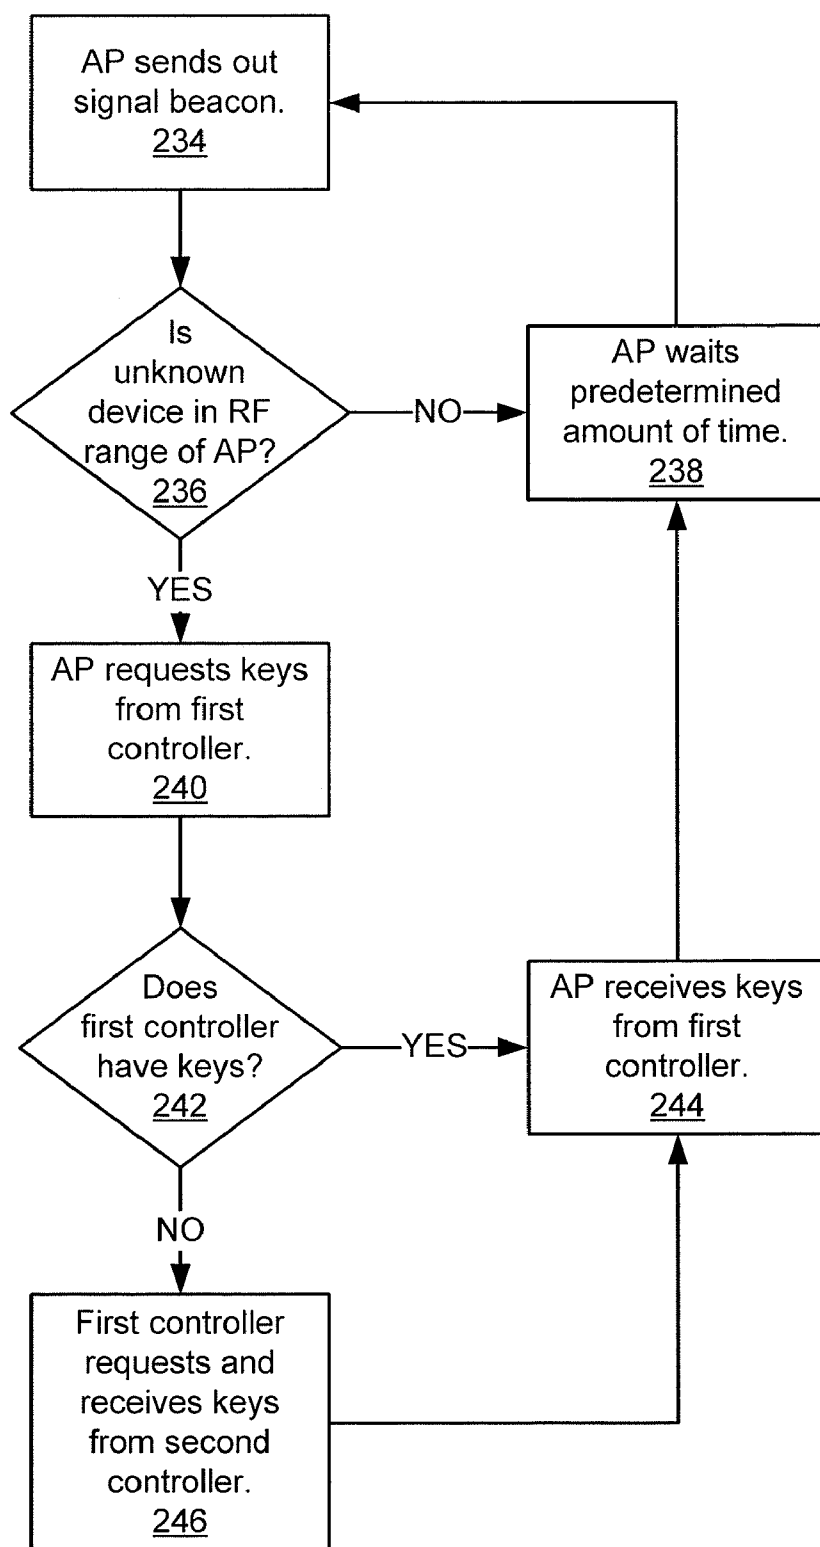 AP sends out
signal beacon.
234
Is
unknown
device in RF
range of AP?
236
NO
AP waits
predetermined
amount of time.
238
YES
AP requests keys
from first
controller.
240
Does
first controller
have keys?
242
YES
AP receives keys
from first
controller.
244
NO
First controller
requests and
receives keys
from second
controller.
246